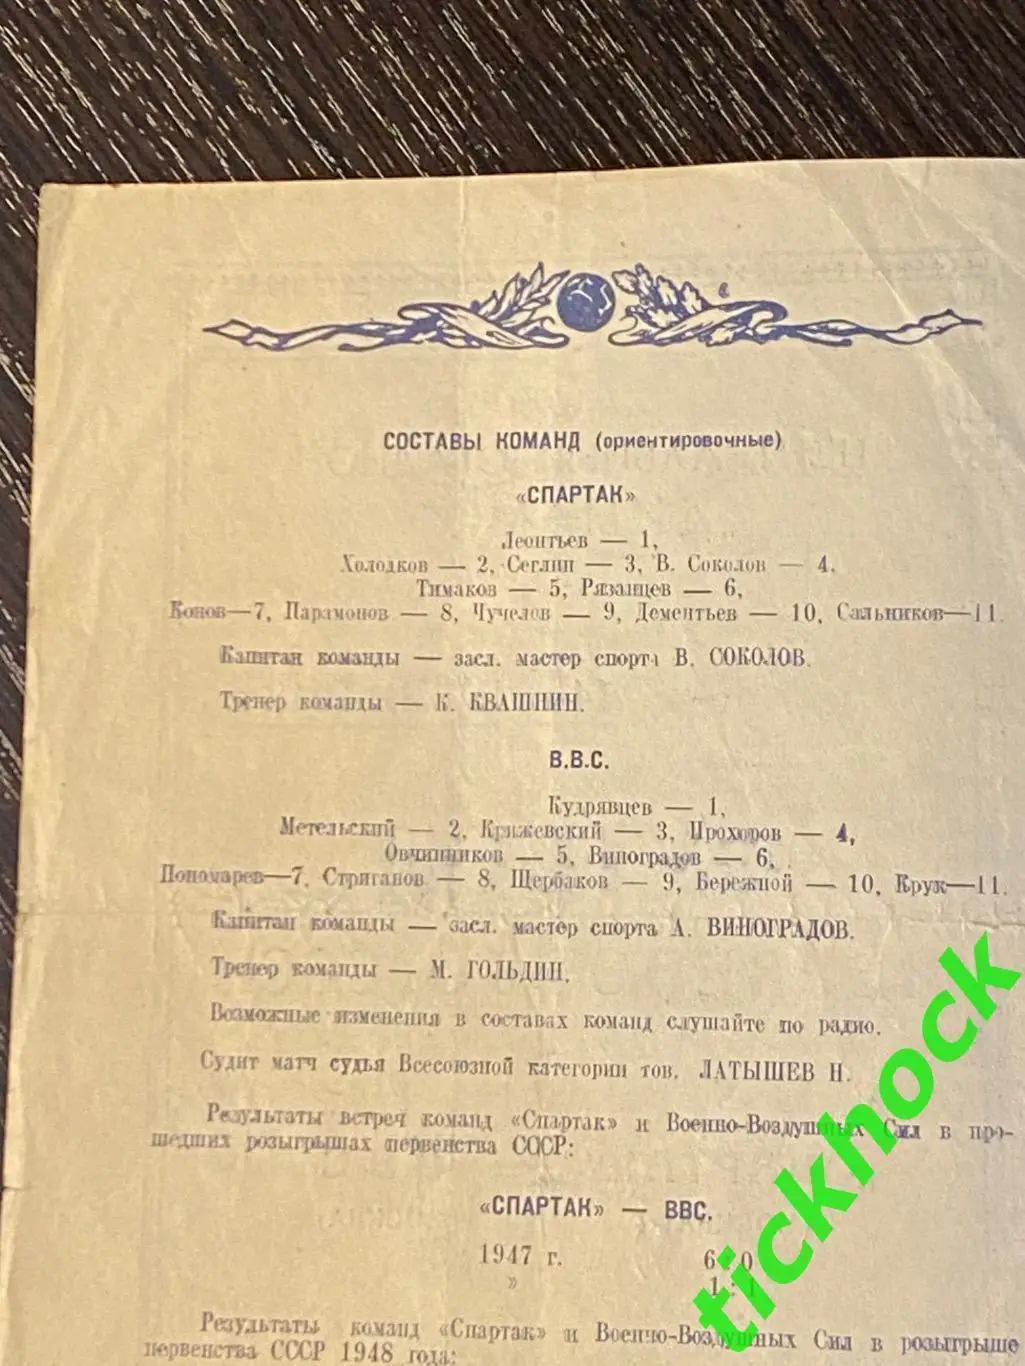 СОСТАВЫ КОМАНД (ориентировочные)
«СПАРТАК»
Леонтьев — 1,
Холодков — 2, Сеглин — 3, В. Соколов — 4,
Тимаков — 5, Рязанцев — 6,
Конов—7, Парамонов — 8, Чучелов — 9, Дементьев — 10, Сальников—11.
Капитан команды — засл. мастер спорта В. СОКОЛОВ.
Тренер команды — К. КВАШНИН.
В.В.С.
Кудрявцев — 1,
Метельский — 2, Крижевский — 3, Прохоров — 4,
Овчинников — 5, Виноградов — 6,
Пономарев—7, Стриганов — 8, Щербаков — 9, Бережной — 10, Крук—11.
Капитан команды — засл. мастер спорта А. ВИНОГРАДОВ.
Тренер команды — М. ГОЛЬДИН.
Возможные изменения в составах команд слушайте по радио.
Судит матч судья Всесоюзной категории тов. ЛАТЫШЕВ Н.
Результаты встреч команд «Спартак» и Военно-Воздушных Сил в про-
шедших розыгрышах первенства СССР:
«СПАРТАК» — ВВС.
1947 г. 6:0
» 1:1
Результаты команд «Спартак» и Военно-Воздушных Сил в розыгрыше
первенства СССР 1948 года:
tickhock